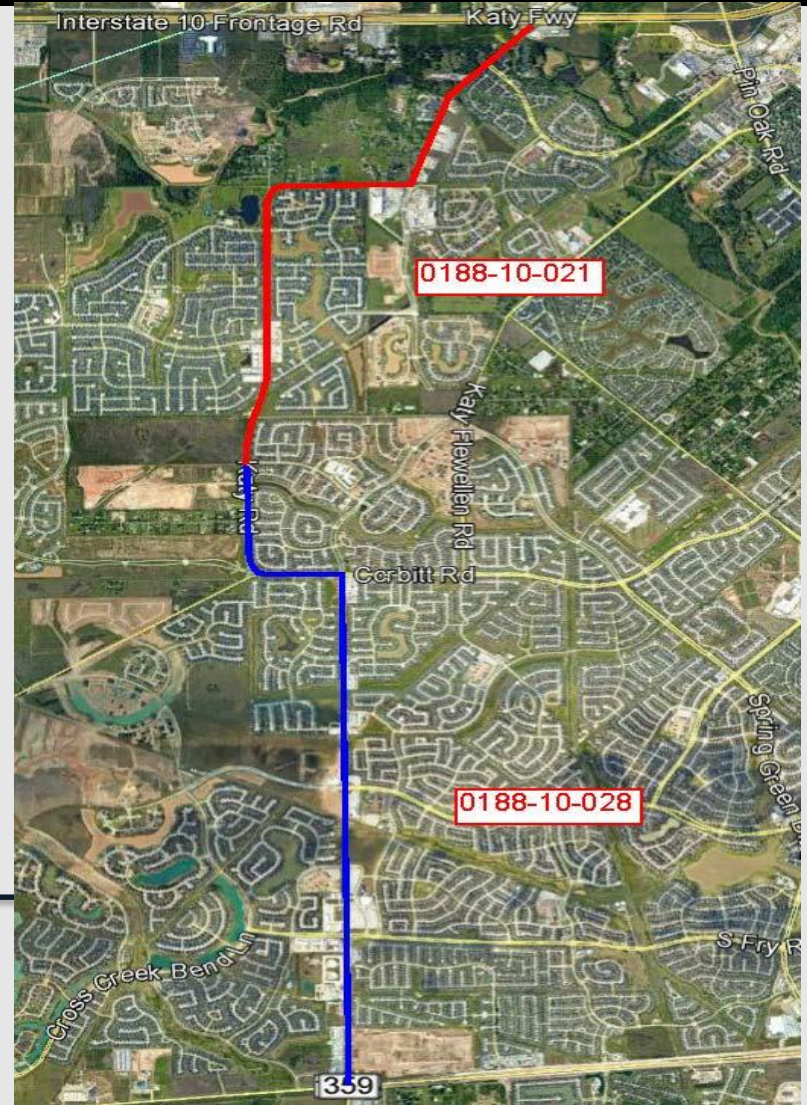 Interstate 10 Frontage Rd
Katy Fwy
Pin Oak Rd
0188-10-021
Katy Flewellen Rd
Katy Rd
Corbitt Rd
Spring Green
0188-10-028
S Fry R
Cross Creek Bend Ln
359